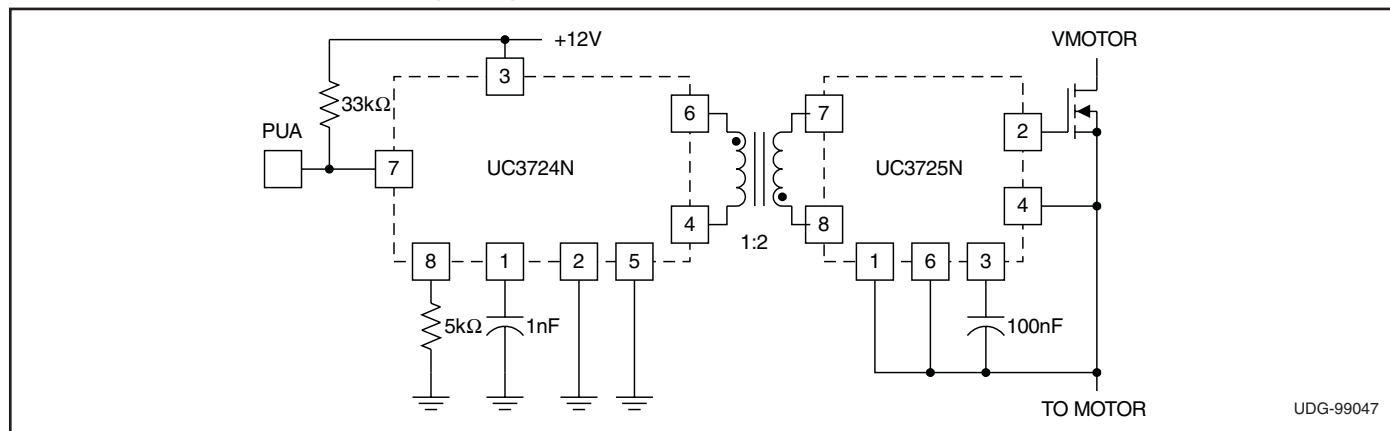 +12V
VMOTOR
3
33kΩ
6
7
PUA
2
7
UC3724N
UC3725N
4
4
8
1:2
8
1
2
5
1
6
3
5kΩ
1nF
100nF
TO MOTOR
UDG-99047